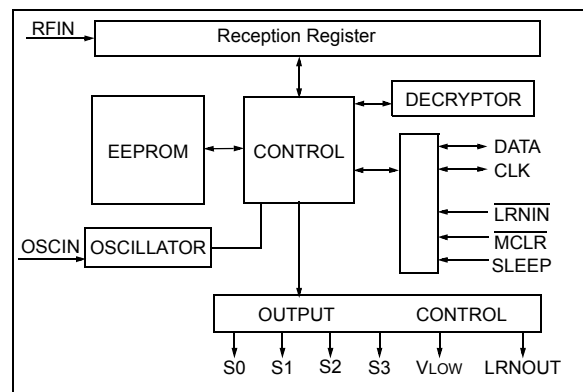 RFIN
Reception Register
DECRYPTOR
EEPROM
CONTROL
DATA
CLK
LRNIN
MCLR
SLEEP
OSCIN
OSCILLATOR
OUTPUT CONTROL
S0 S1 S2 S3 VLOW LRNOUT